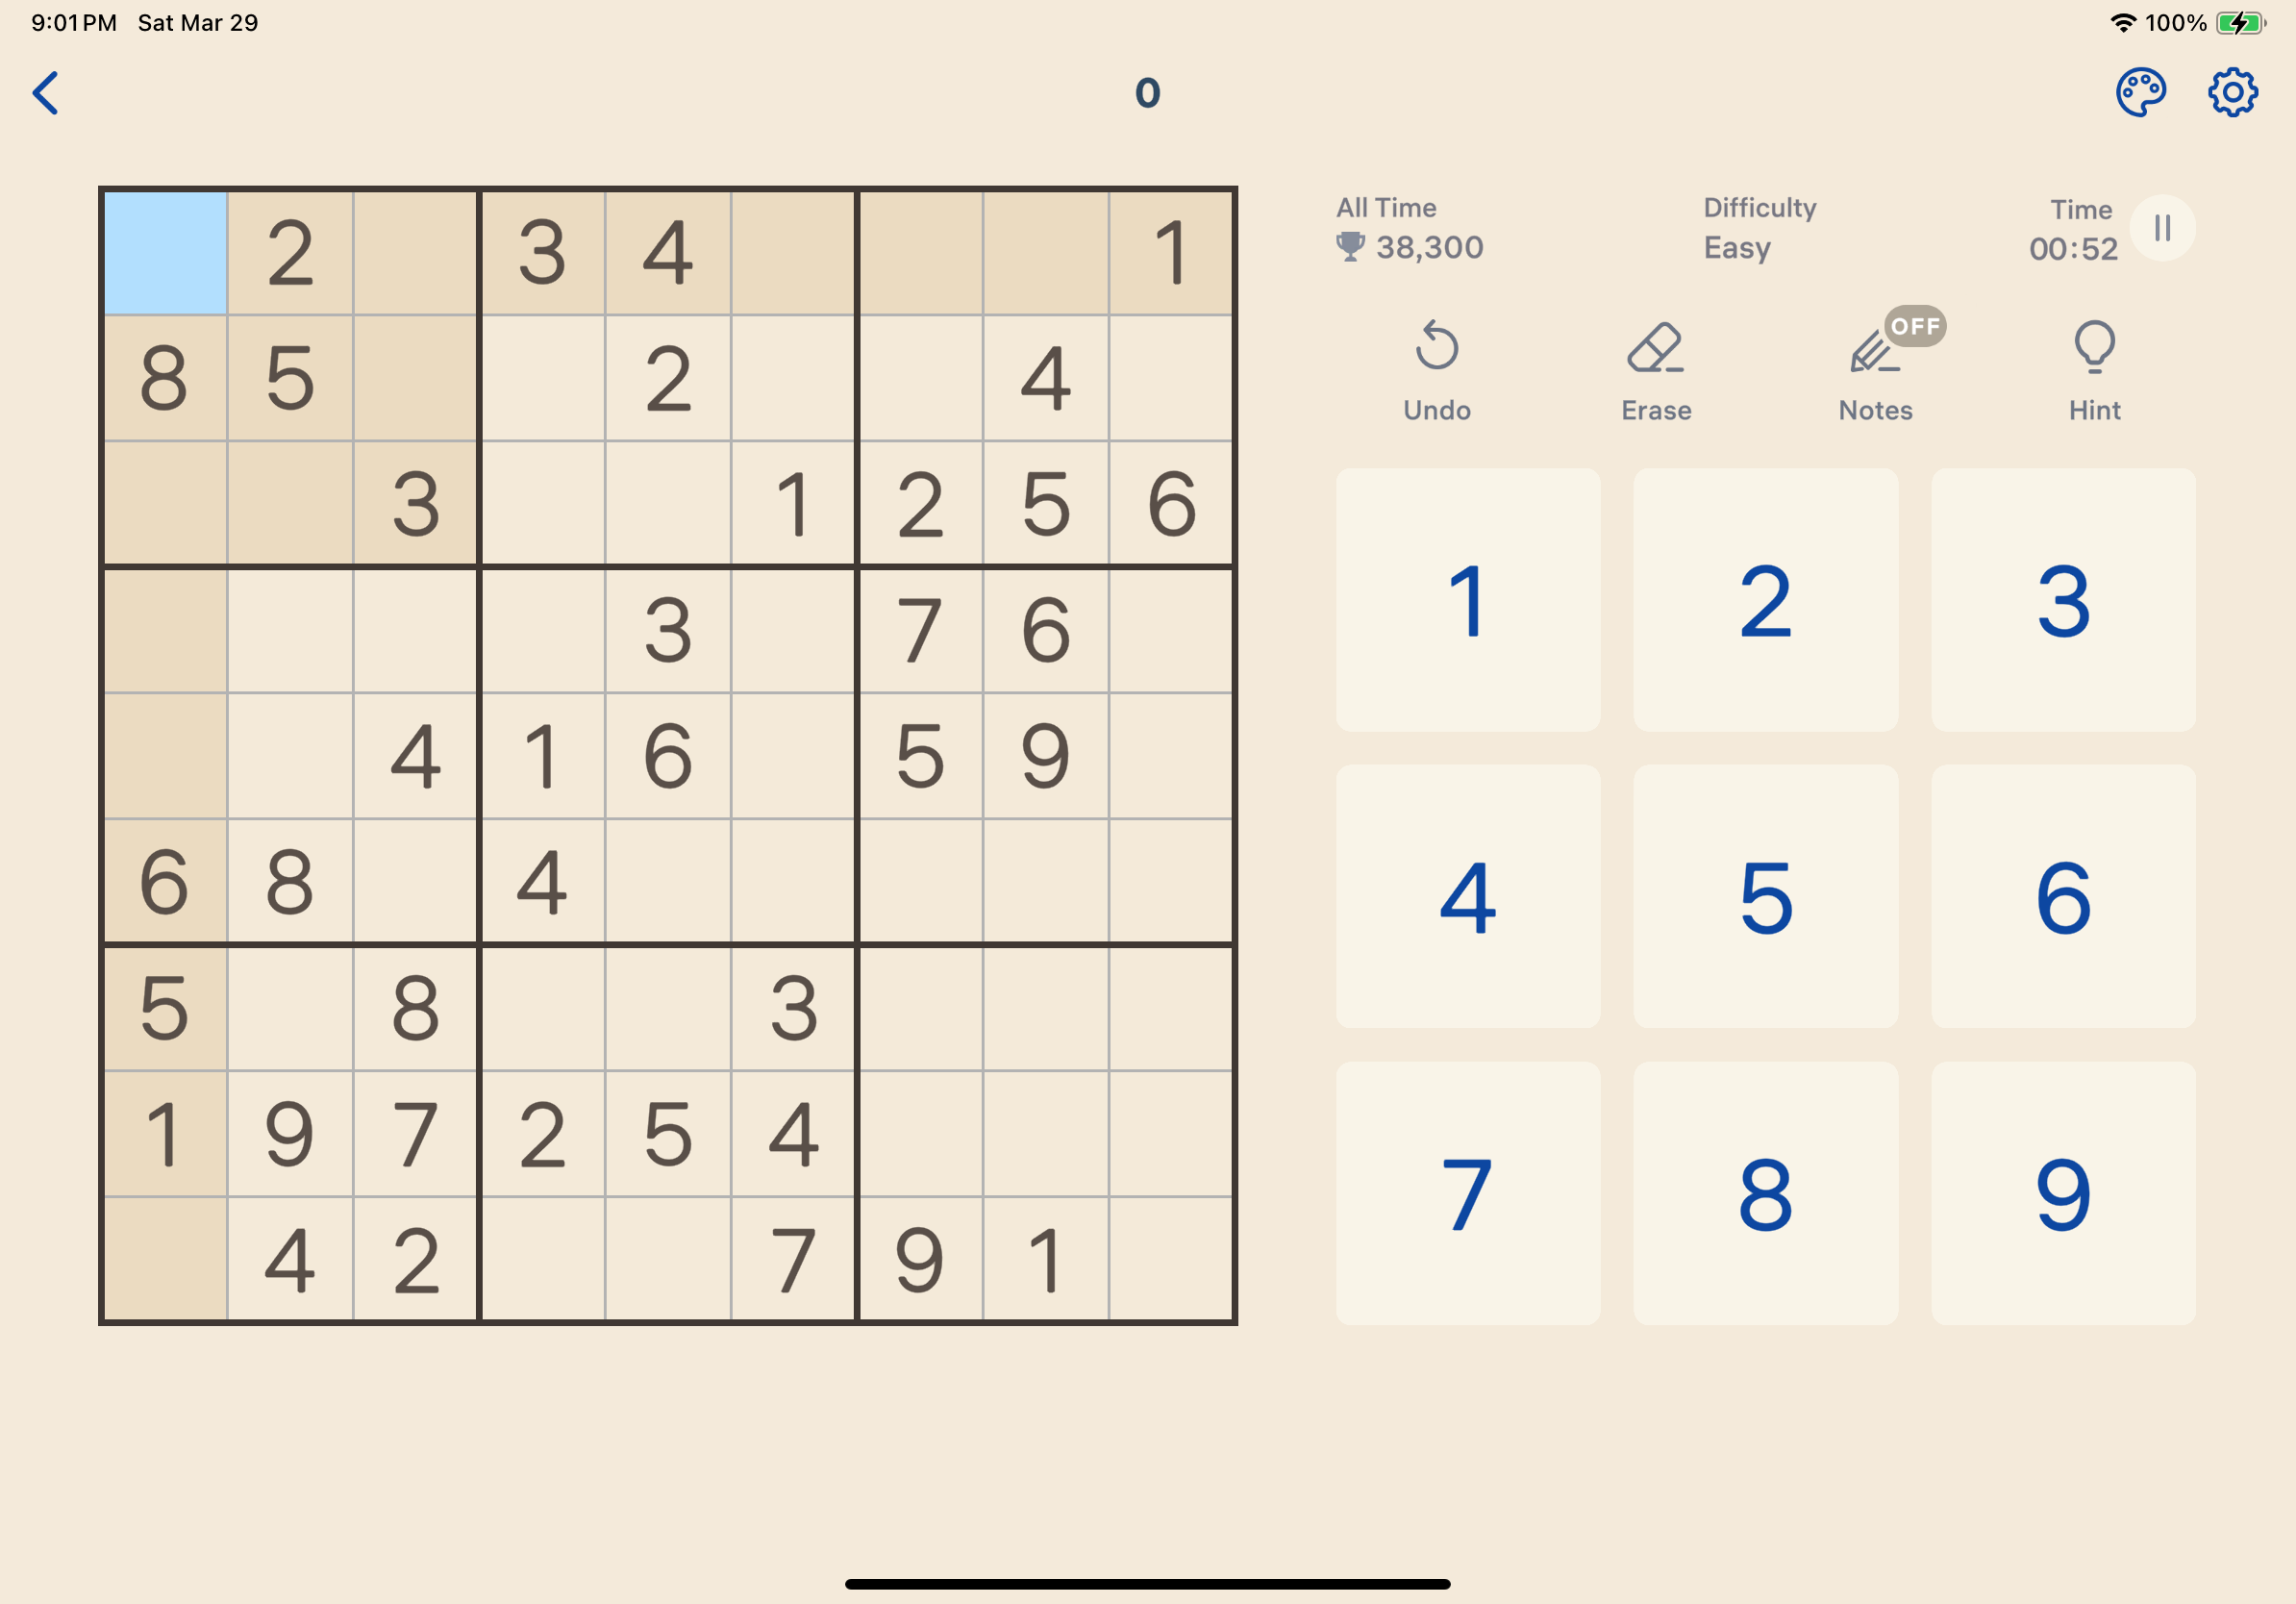 9:01 PM Sat Mar 29
100%
0
All Time
38,300
Difficulty
Easy
Time
00:52
OFF
Undo Erase Notes Hint
2 3 4 1
8 5 2 4
3 1 2 5 6
3 7 6
4 1 6 5 9
6 8 4
5 8 3
1 9 7 2 5 4
4 2 7 9 1
1 2 3
4 5 6
7 8 9